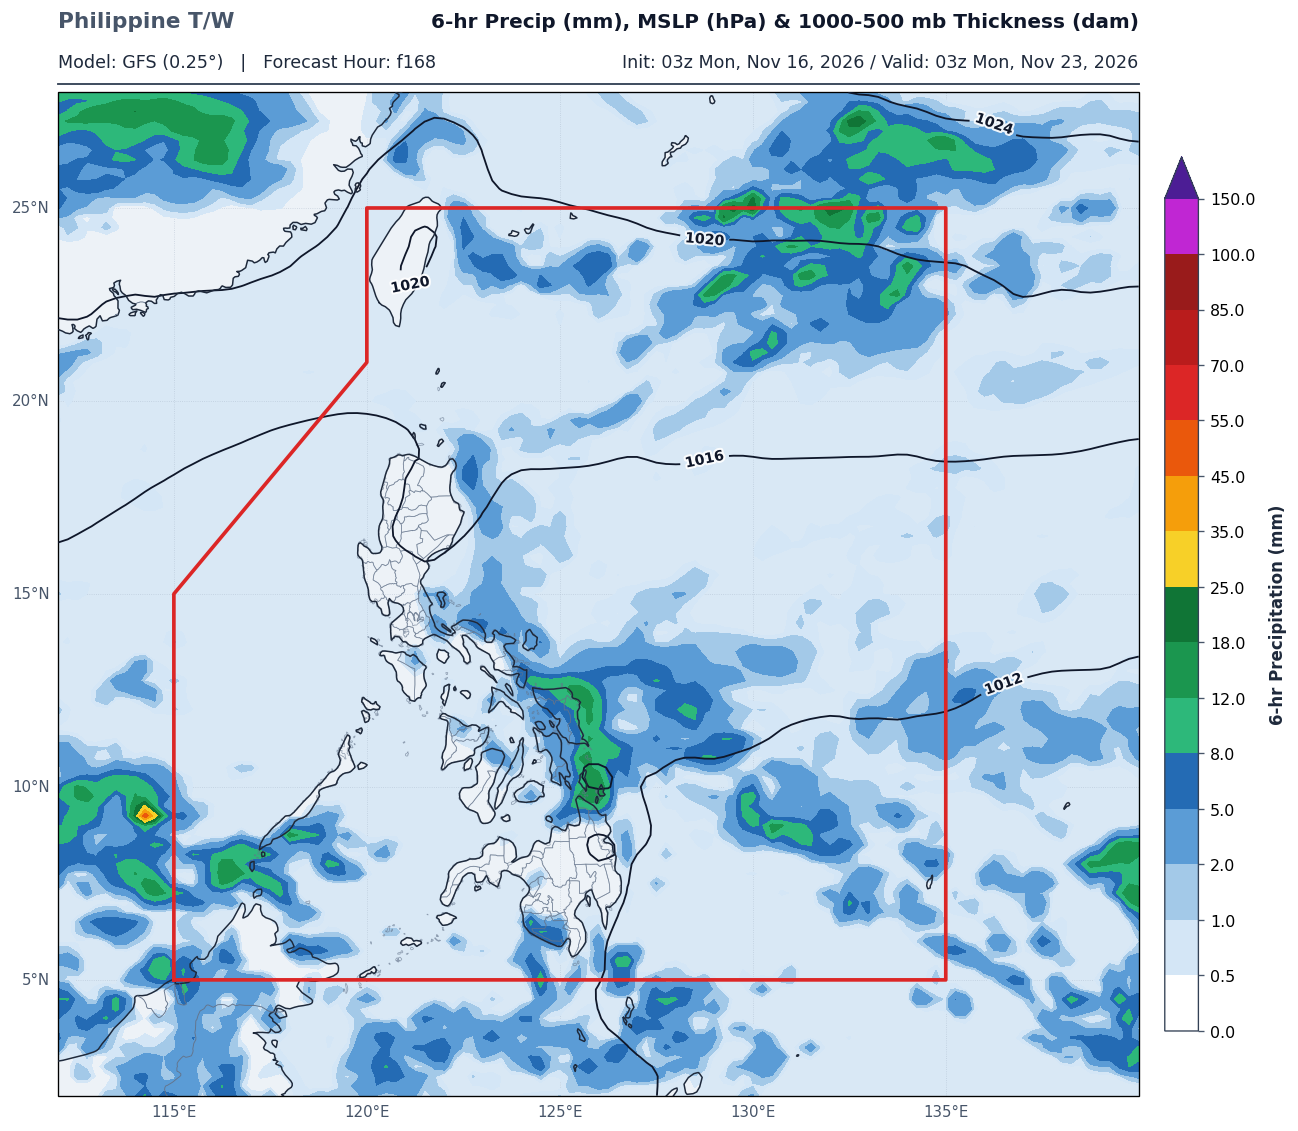 Philippine T/W
6-hr Precip (mm), MSLP (hPa) & 1000-500 mb Thickness (dam)
Model: GFS (0.25°) | Forecast Hour: f168
Init: 03z Mon, Nov 16, 2026 / Valid: 03z Mon, Nov 23, 2026
1024
1020
1020
1016
1012
25°N
20°N
15°N
10°N
5°N
115°E
120°E
125°E
130°E
135°E
150.0
100.0
85.0
70.0
55.0
45.0
35.0
25.0
18.0
12.0
8.0
5.0
2.0
1.0
0.5
0.0
6-hr Precipitation (mm)